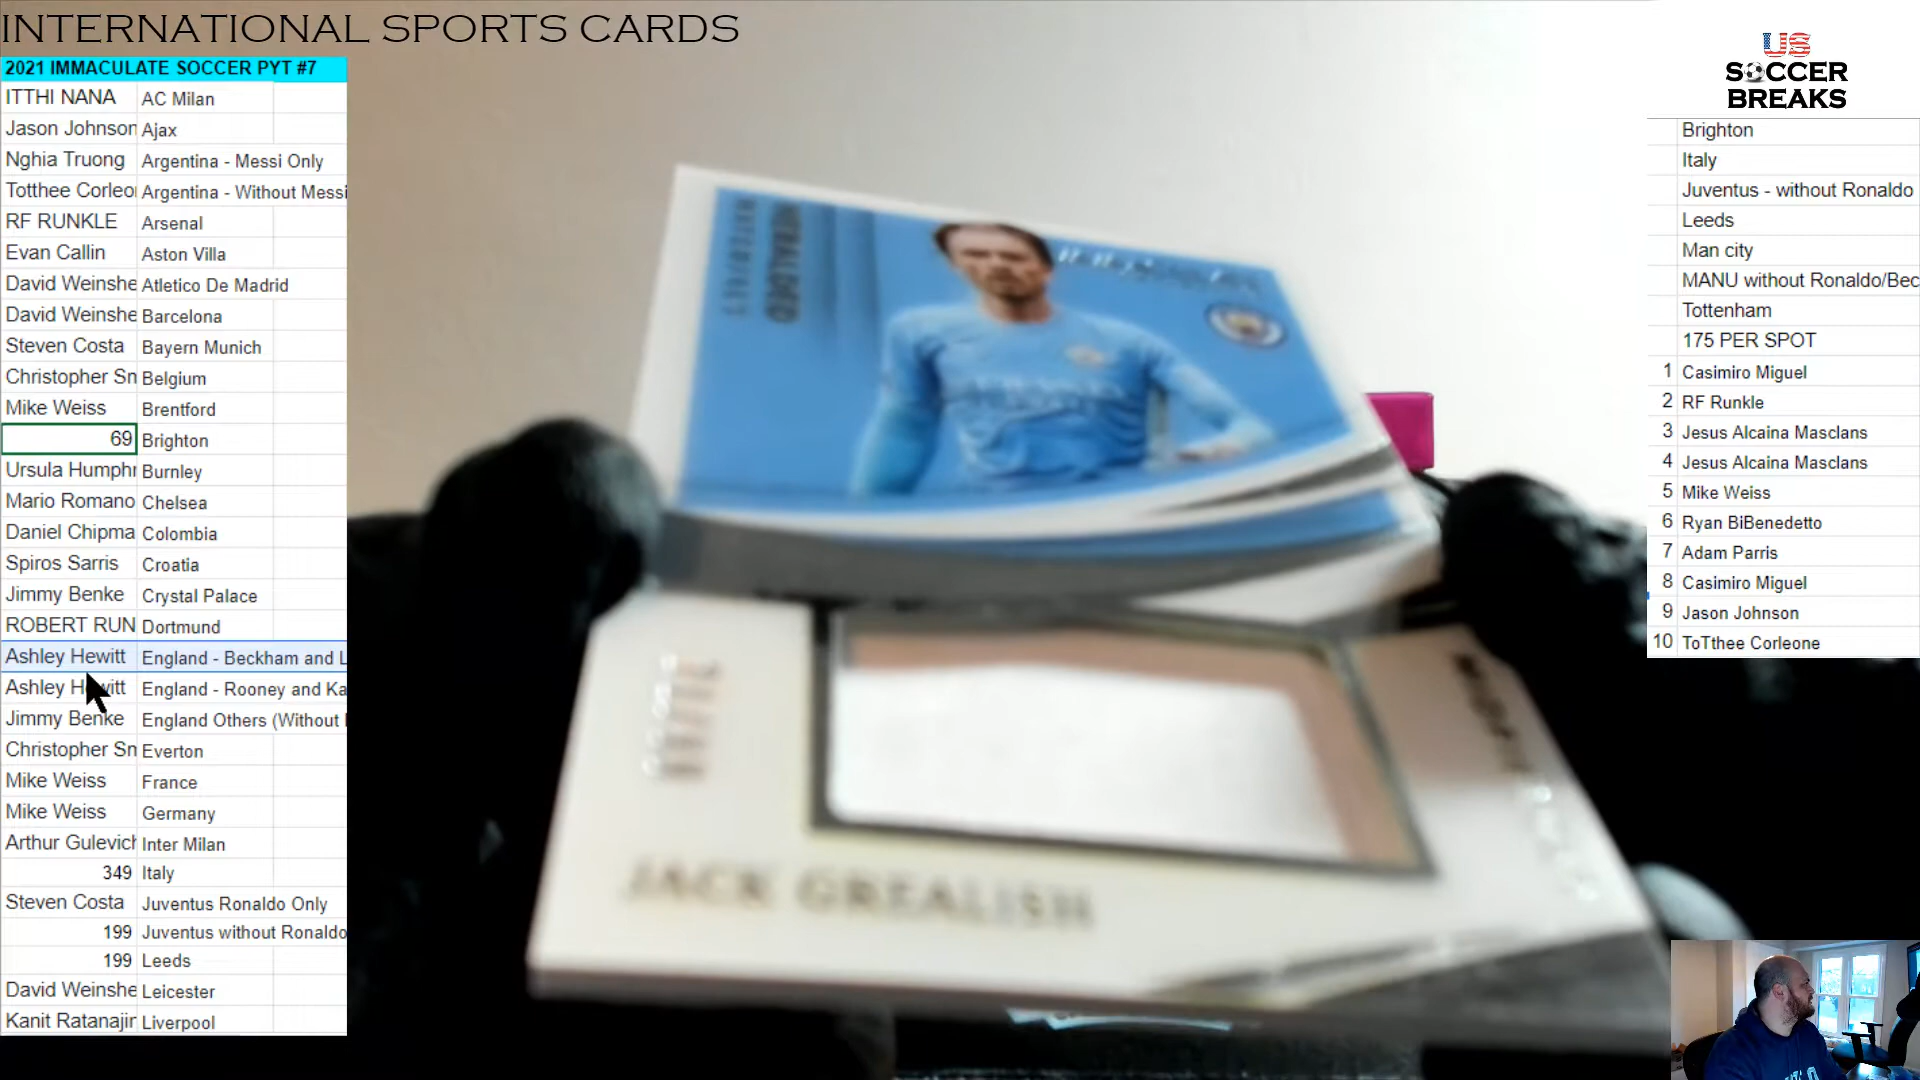 INTERNATIONAL SPORTS CARDS
2021 IMMACULATE SOCCER PYT #7
ITTHI NANA AC Milan
Jason Johnson Ajax
Nghia Truong Argentina - Messi Only
Totthee Corleo Argentina - Without Messi
RF RUNKLE Arsenal
Evan Callin Aston Villa
David Weinshe Atletico De Madrid
David Weinshe Barcelona
Steven Costa Bayern Munich
Christopher Sn Belgium
Mike Weiss Brentford
69 Brighton
Ursula Humphr Burnley
Mario Romano Chelsea
Daniel Chipma Colombia
Spiros Sarris Croatia
Jimmy Benke Crystal Palace
ROBERT RUN Dortmund
Ashley Hewitt England - Beckham and L
Ashley Hewitt England - Rooney and Ka
Jimmy Benke England Others (Without
Christopher Sn Everton
Mike Weiss France
Mike Weiss Germany
Arthur Gulevich Inter Milan
349 Italy
Steven Costa Juventus Ronaldo Only
199 Juventus without Ronaldo
199 Leeds
David Weinshe Leicester
Kanit Ratanajir Liverpool
JACK GREALISH
US
SOCCER
BREAKS
Brighton
Italy
Juventus - without Ronaldo
Leeds
Man city
MANU without Ronaldo/Bec
Tottenham
175 PER SPOT
1 Casimiro Miguel
2 RF Runkle
3 Jesus Alcaina Masclans
4 Jesus Alcaina Masclans
5 Mike Weiss
6 Ryan BiBenedetto
7 Adam Parris
8 Casimiro Miguel
9 Jason Johnson
10 ToTthee Corleone